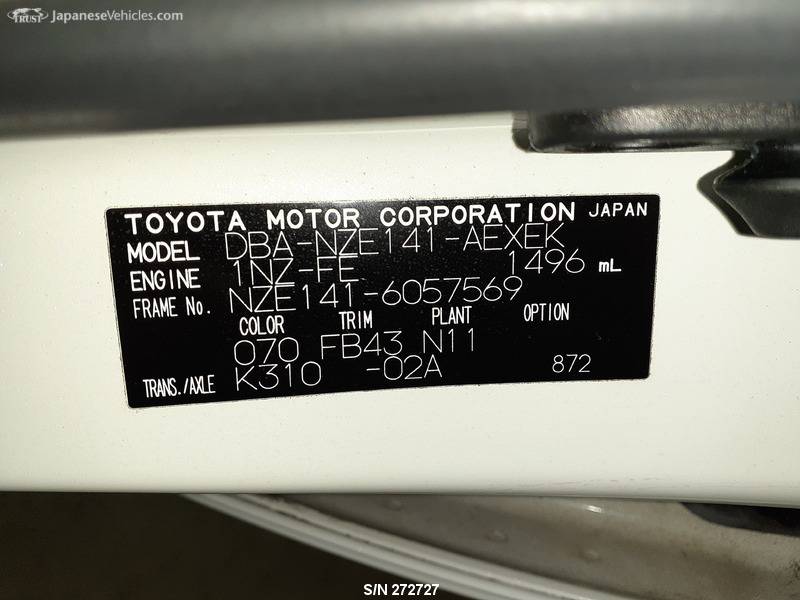 TRUST JapaneseVehicles.com
TOYOTA MOTOR CORPORATION JAPAN
MODEL DBA-NZE141-AEXEK
ENGINE 1NZ-FE 1496 mL
FRAME No. NZE141-6057569
COLOR TRIM PLANT OPTION
070 FB43 N11
TRANS./AXLE K310 -02A 872
S/N 272727